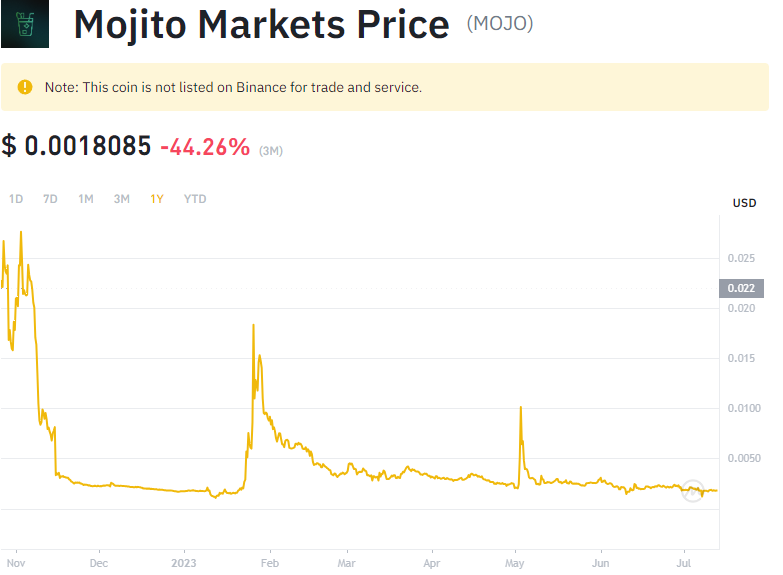 Mojito Markets Price (MOJO)
Note: This coin is not listed on Binance for trade and service.
$ 0.0018085 -44.26% (3M)
1D 7D 1M 3M 1Y YTD
USD
0.025
0.022
0.020
0.015
0.0100
0.0050
Nov Dec 2023 Feb Mar Apr May Jun Jul